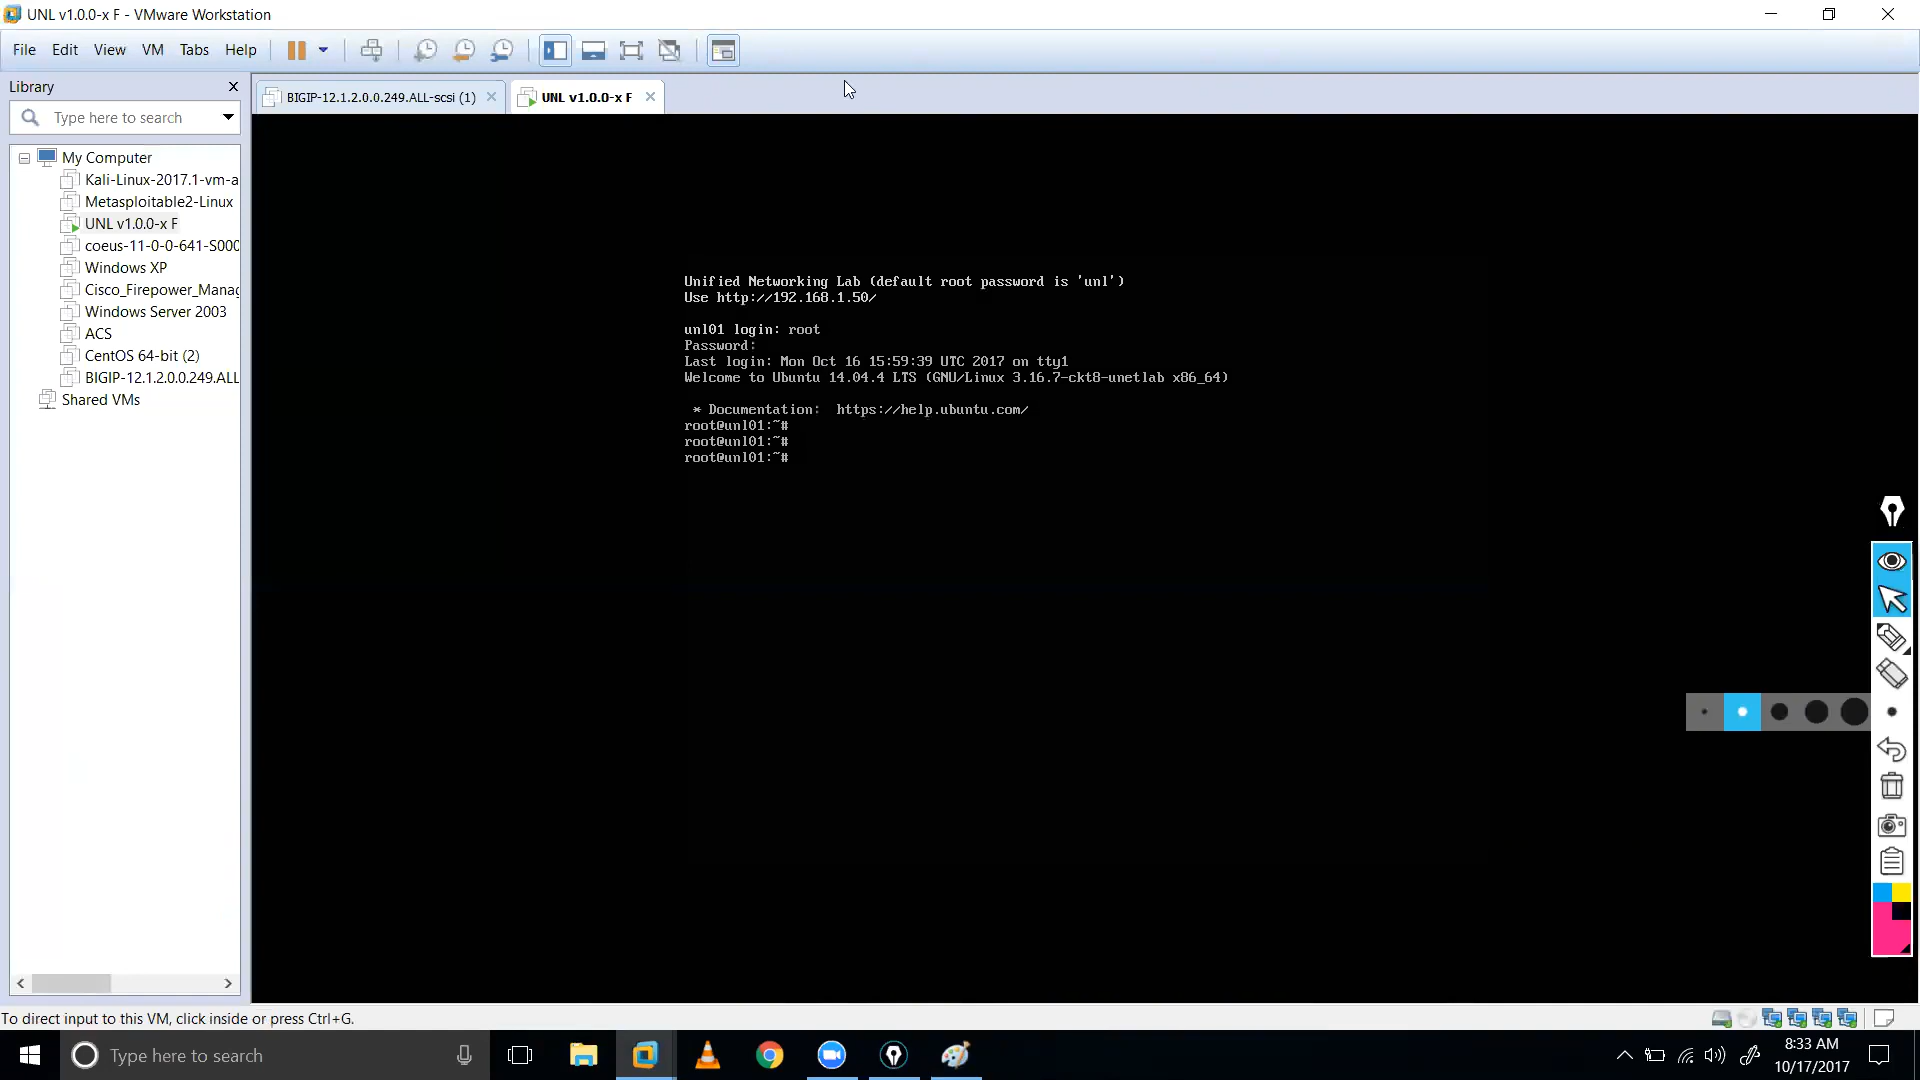 UNL v1.0.0-x F - VMware Workstation
File Edit View VM Tabs Help
Library
Type here to search
BIGIP-12.1.2.0.0.249.ALL-scsi (1)
UNL v1.0.0-x F
My Computer
Kali-Linux-2017.1-vm-a
Metasploitable2-Linux
UNL v1.0.0-x F
coeus-11-0-0-641-S000
Windows XP
Cisco_Firepower_Manag
Windows Server 2003
ACS
CentOS 64-bit (2)
BIGIP-12.1.2.0.0.249.ALL
Shared VMs
Unified Networking Lab (default root password is 'unl')
Use http://192.168.1.50/
unl01 login: root
Password:
Last login: Mon Oct 16 15:59:39 UTC 2017 on tty1
Welcome to Ubuntu 14.04.4 LTS (GNU/Linux 3.16.7-ckt8-unetlab x86_64)
* Documentation: https://help.ubuntu.com/
root@unl01:~#
root@unl01:~#
root@unl01:~#
To direct input to this VM, click inside or press Ctrl+G.
Type here to search
8:33 AM
10/17/2017